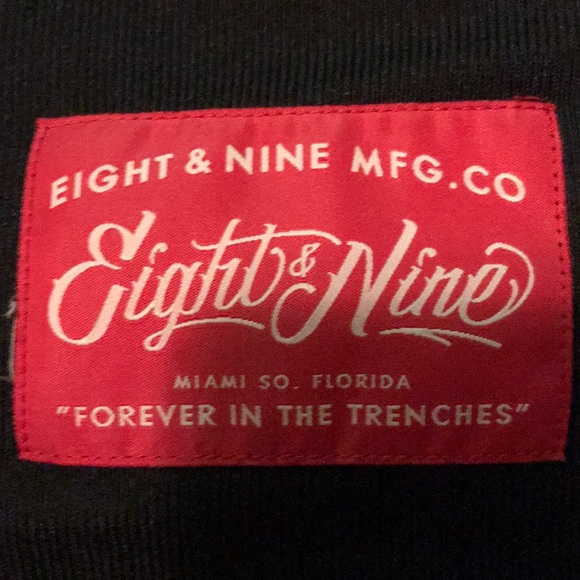 EIGHT & NINE MFG.CO
Eight & Nine
MIAMI SO. FLORIDA
"FOREVER IN THE TRENCHES"